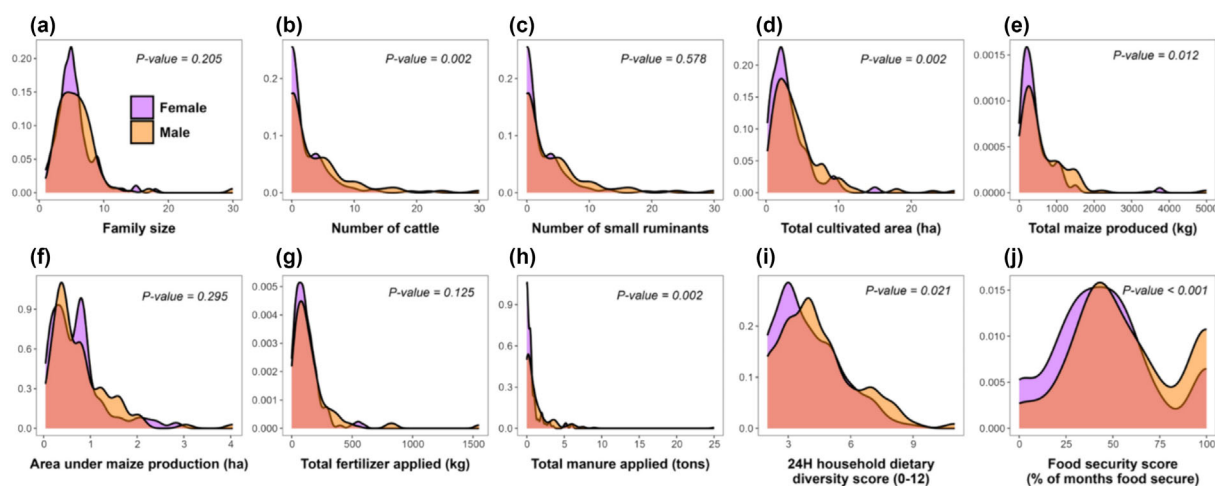 (a)
P-value = 0.205
0.20
0.15
0.10
0.05
0.00
Female
Male
0
10
20
30
Family size
(b)
P-value = 0.002
0.2
0.1
0.0
0
10
20
30
Number of cattle
(c)
P-value = 0.578
0.2
0.1
0.0
0
10
20
30
Number of small ruminants
(d)
P-value = 0.002
0.20
0.15
0.10
0.05
0.00
0
10
20
Total cultivated area (ha)
(e)
P-value = 0.012
0.0015
0.0010
0.0005
0.0000
0
1000
2000
3000
4000
5000
Total maize produced (kg)
(f)
P-value = 0.295
0.9
0.6
0.3
0.0
0
1
2
3
4
Area under maize production (ha)
(g)
P-value = 0.125
0.005
0.004
0.003
0.002
0.001
0.000
0
500
1000
1500
Total fertilizer applied (kg)
(h)
P-value = 0.002
1.0
0.5
0.0
0
5
10
15
20
25
Total manure applied (tons)
(i)
P-value = 0.021
0.2
0.1
0.0
3
6
9
24H household dietary
diversity score (0-12)
(j)
P-value < 0.001
0.015
0.010
0.005
0.000
0
25
50
75
100
Food security score
(% of months food secure)